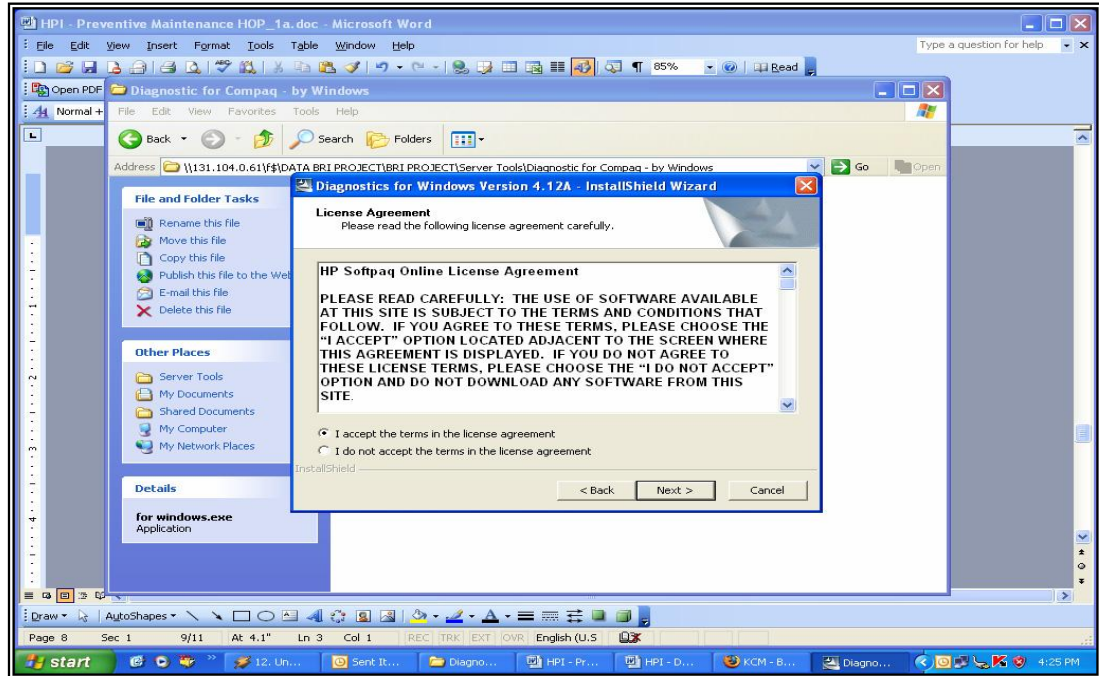 HPI - Preventive Maintenance HOP_1a.doc - Microsoft Word
File Edit View Insert Format Tools Table Window Help
Type a question for help
85%
Read
Open PDF
Diagnostic for Compaq - by Windows
Normal +
File Edit View Favorites Tools Help
Back Search Folders
Address \\131.104.0.61\f$\DATA BRI PROJECT\BRI PROJECT\Server Tools\Diagnostic for Compaq - by Windows Go Open
File and Folder Tasks
Rename this file
Move this file
Copy this file
Publish this file to the Web
E-mail this file
Delete this file
Other Places
Server Tools
My Documents
Shared Documents
My Computer
My Network Places
Details
for windows.exe
Application
Diagnostics for Windows Version 4.12A - InstallShield Wizard
License Agreement
Please read the following license agreement carefully.
HP Softpaq Online License Agreement
PLEASE READ CAREFULLY: THE USE OF SOFTWARE AVAILABLE
AT THIS SITE IS SUBJECT TO THE TERMS AND CONDITIONS THAT
FOLLOW. IF YOU AGREE TO THESE TERMS, PLEASE CHOOSE THE
“I ACCEPT” OPTION LOCATED ADJACENT TO THE SCREEN WHERE
THIS AGREEMENT IS DISPLAYED. IF YOU DO NOT AGREE TO
THESE LICENSE TERMS, PLEASE CHOOSE THE “I DO NOT ACCEPT”
OPTION AND DO NOT DOWNLOAD ANY SOFTWARE FROM THIS
SITE.
I accept the terms in the license agreement
I do not accept the terms in the license agreement
InstallShield
< Back Next > Cancel
Draw AutoShapes
Page 8 Sec 1 9/11 At 4.1" Ln 3 Col 1 REC TRK EXT OVR English (U.S
start 12. Un... Sent It... Diagno... HPI - Pr... HPI - D... KCM - B... Diagno... 4:25 PM